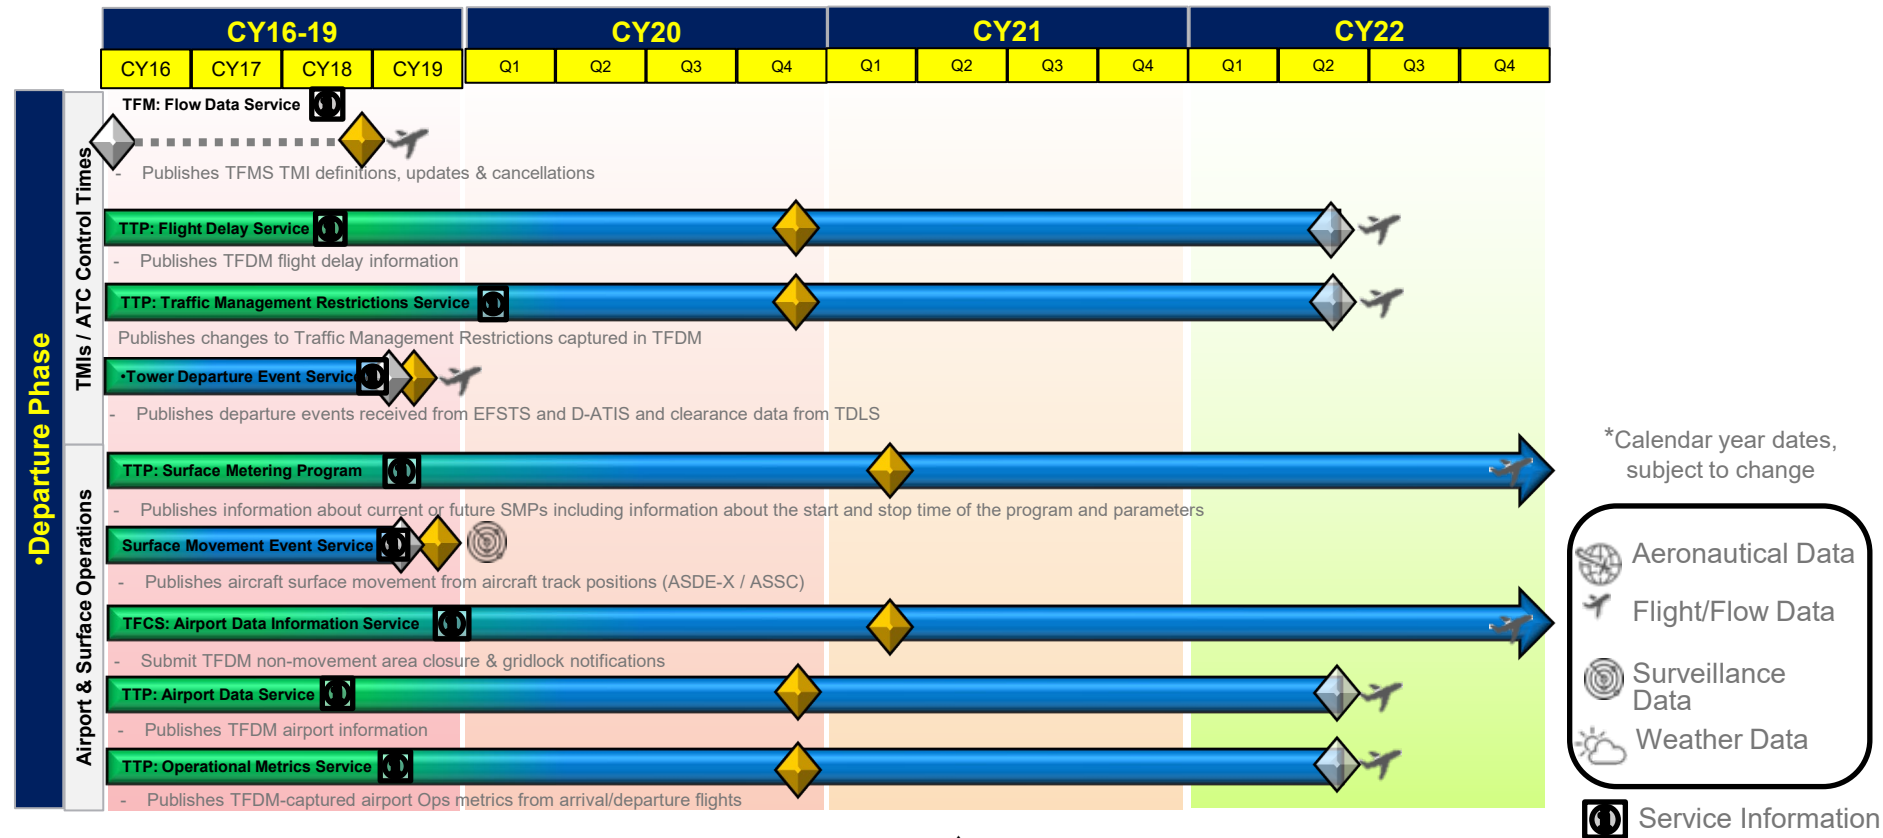 CY16-19 CY20 CY21 CY22
CY16 CY17 CY18 CY19 Q1 Q2 Q3 Q4 Q1 Q2 Q3 Q4 Q1 Q2 Q3 Q4
•Departure Phase
TMIs / ATC Control Times
TFM: Flow Data Service
- Publishes TFMS TMI definitions, updates & cancellations
TTP: Flight Delay Service
- Publishes TFDM flight delay information
TTP: Traffic Management Restrictions Service
Publishes changes to Traffic Management Restrictions captured in TFDM
•Tower Departure Event Service
- Publishes departure events received from EFSTS and D-ATIS and clearance data from TDLS
Airport & Surface Operations
TTP: Surface Metering Program
- Publishes information about current or future SMPs including information about the start and stop time of the program and parameters
Surface Movement Event Service
- Publishes aircraft surface movement from aircraft track positions (ASDE-X / ASSC)
TFCS: Airport Data Information Service
- Submit TFDM non-movement area closure & gridlock notifications
TTP: Airport Data Service
- Publishes TFDM airport information
TTP: Operational Metrics Service
- Publishes TFDM-captured airport Ops metrics from arrival/departure flights
*Calendar year dates,
subject to change
Aeronautical Data
Flight/Flow Data
Surveillance
Data
Weather Data
Service Information